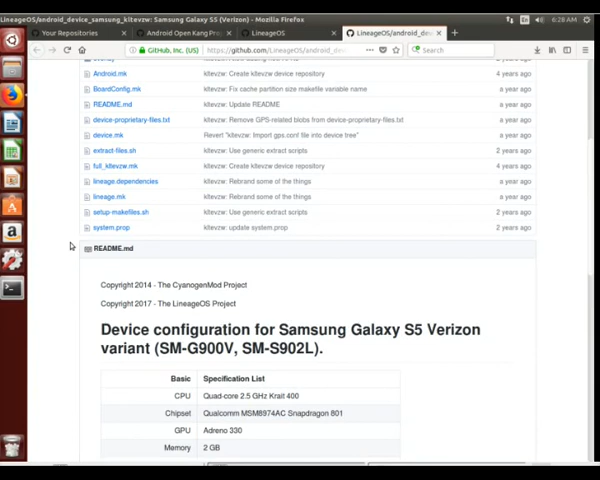 LineageOS/android_device_samsung_kltevzw: Samsung Galaxy S5 (Verizon) - Mozilla Firefox
En
6:28 AM
Your Repositories
Android Open Kang Pro
LineageOS
LineageOS/android_de
GitHub, Inc. (US)
https://github.com/LineageOS/android_de
Search
Android.mk
kltevzw: Create kltevzw device repository
4 years ago
BoardConfig.mk
kltevzw: Fix cache partition size makefile variable name
a year ago
README.md
kltevzw: Update README
a year ago
device-proprietary-files.txt
kltevzw: Remove GPS-related blobs from device-proprietary-files.txt
a year ago
device.mk
Revert "kltevzw: Import gps.conf file into device tree"
a year ago
extract-files.sh
kltevzw: Use generic extract scripts
2 years ago
full_kltevzw.mk
kltevzw: Create kltevzw device repository
4 years ago
lineage.dependencies
kltevzw: Rebrand some of the things
a year ago
lineage.mk
kltevzw: Rebrand some of the things
a year ago
setup-makefiles.sh
kltevzw: Use generic extract scripts
2 years ago
system.prop
kltevzw: update system.prop
2 years ago
README.md
Copyright 2014 - The CyanogenMod Project
Copyright 2017 - The LineageOS Project
Device configuration for Samsung Galaxy S5 Verizon
variant (SM-G900V, SM-S902L).
Basic
Specification List
CPU
Quad-core 2.5 GHz Krait 400
Chipset
Qualcomm MSM8974AC Snapdragon 801
GPU
Adreno 330
Memory
2 GB